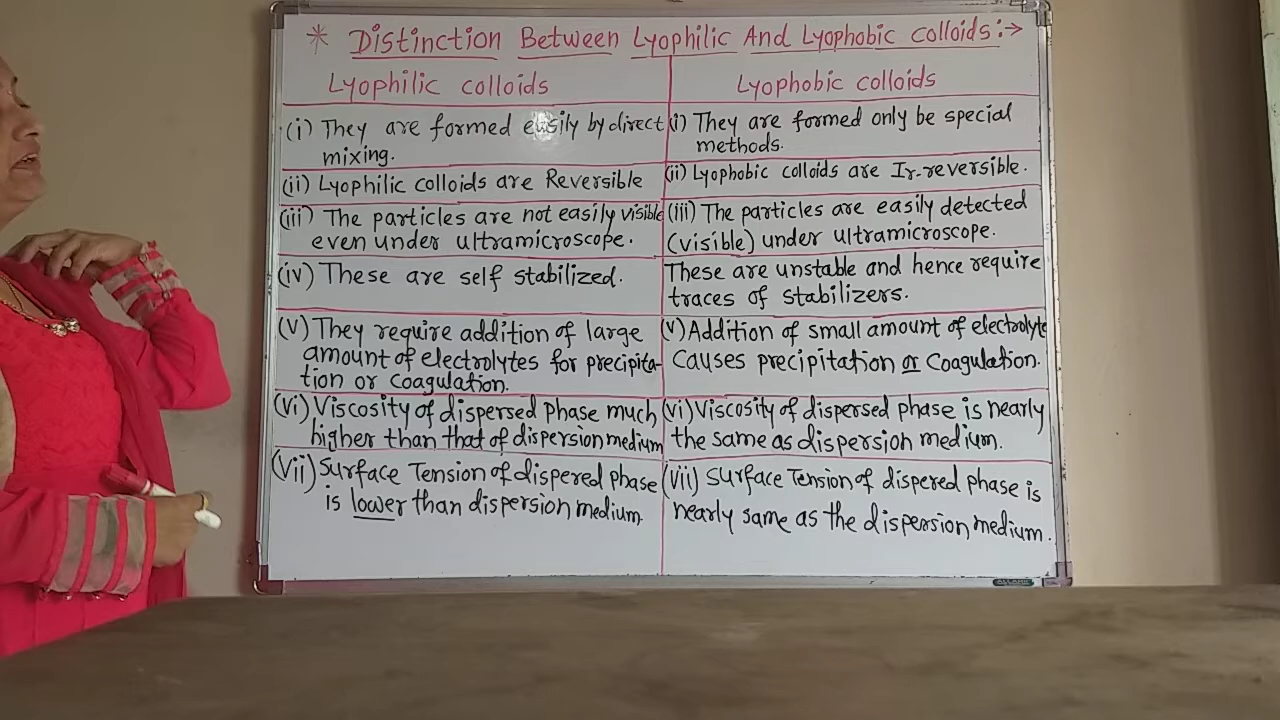 * Distinction Between Lyophilic And Lyophobic colloids:→
Lyophilic colloids
Lyophobic colloids
(i) They are formed easily by direct
mixing.
(i) They are formed only be special
methods.
(ii) Lyophilic colloids are Reversible
(ii) Lyophobic colloids are Ir-reversible.
(iii) The particles are not easily visible
even under ultramicroscope.
(iii) The particles are easily detected
(visible) under ultramicroscope.
(iv) These are self stabilized.
These are unstable and hence require
traces of stabilizers.
(v) They require addition of large
amount of electrolytes for precipita-
tion or coagulation.
(v) Addition of small amount of electrolyte
causes precipitation or coagulation.
(vi) Viscosity of dispersed phase much
higher than that of dispersion medium
(vi) Viscosity of dispersed phase is nearly
the same as dispersion medium.
(vii) Surface Tension of dispered phase
is lower than dispersion medium.
(vii) Surface Tension of dispered phase is
nearly same as the dispersion medium.